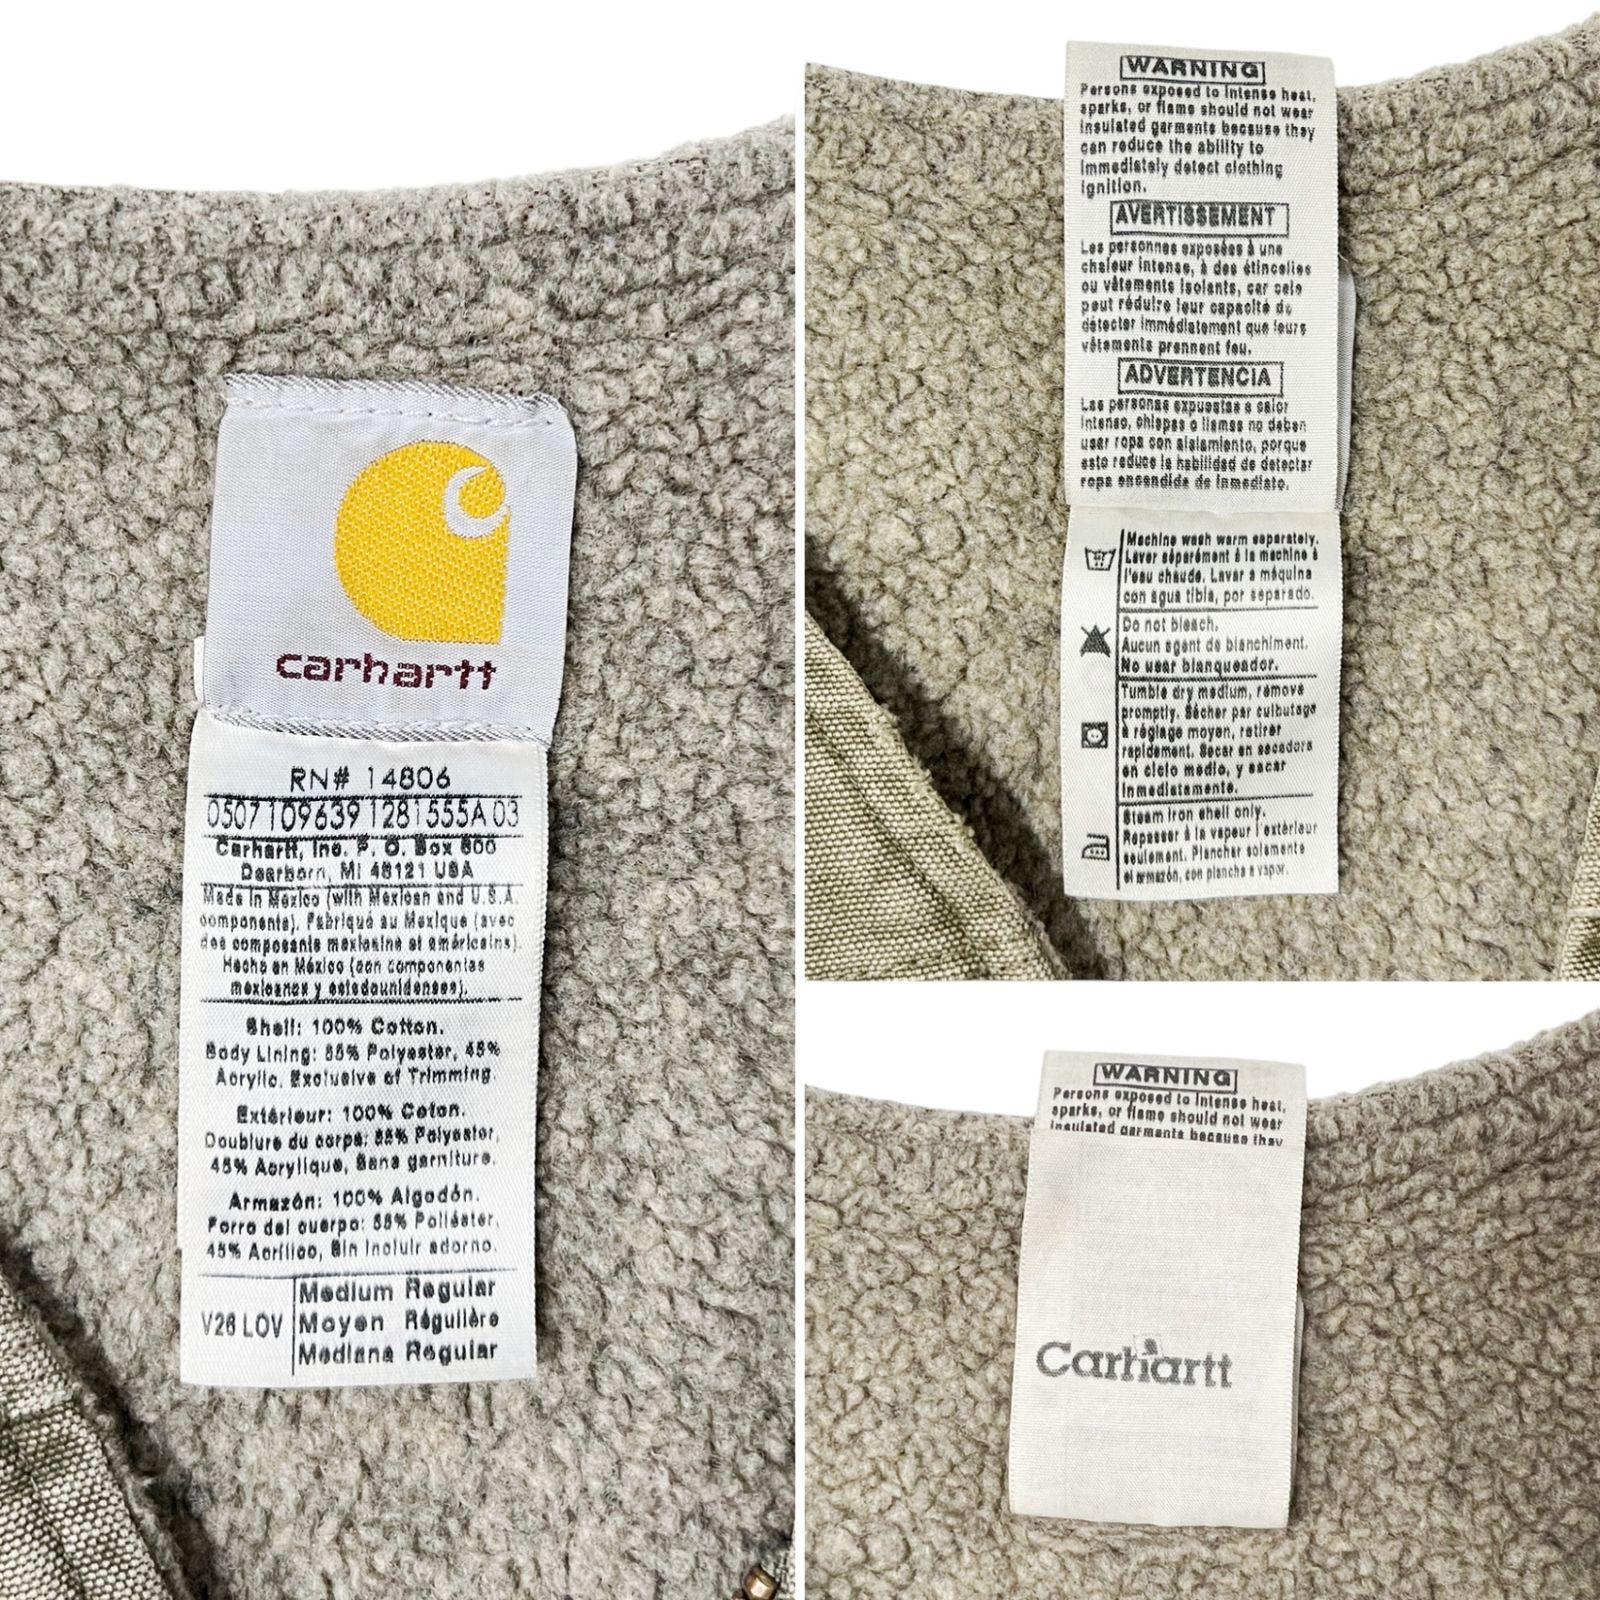 carhartt
RN# 14806
0507109639 1281555A 03
Carhartt, Inc. P. O. Box 600
Dearborn, MI 48121 USA
Made in Mexico (with Mexican and U.S.A.
components). Fabriqué au Mexique (avec
des composants mexicains et américains).
Hecho en México (con componentes
mexicanos y estadounidenses).
Shell: 100% Cotton.
Body Lining: 55% Polyester, 45%
Acrylic. Exclusive of Trimming.
Extérieur: 100% Coton.
Doublure du corps: 55% Polyester,
45% Acrylique, Sans garniture.
Armazón: 100% Algodón.
Forro del cuerpo: 55% Poliéster,
45% Acrílico, Sin incluir adorno.
V26 LOV
Medium Regular
Moyen Régulière
Mediana Regular
WARNING
Persons exposed to intense heat,
sparks, or flame should not wear
insulated garments because they
can reduce the ability to
immediately detect clothing
ignition.
AVERTISSEMENT
Les personnes exposées à une
chaleur intense, à des étincelles
ou vêtements isolants, car cela
peut réduire leur capacité de
détecter immédiatement que leurs
vêtements prennent feu.
ADVERTENCIA
Las personas expuestas a calor
intenso, chispas o llamas no deben
usar ropa con aislamiento, porque
esto reduce la habilidad de detectar
ropa encendida de inmediato.
Machine wash warm separately.
Laver séparément à la machine à
l'eau chaude. Lavar a máquina
con agua tibia, por separado.
Do not bleach.
Aucun agent de blanchiment.
No usar blanqueador.
Tumble dry medium, remove
promptly. Sécher par culbutage
à réglage moyen, retirer
rapidement. Secar en secadora
en ciclo medio, y sacar
inmediatamente.
Steam iron shell only.
Repasser à la vapeur l'extérieur
seulement. Planchar solamente
el armazón, con plancha a vapor.
WARNING
Persons exposed to intense heat,
sparks, or flame should not wear
insulated garments because they
Carhartt